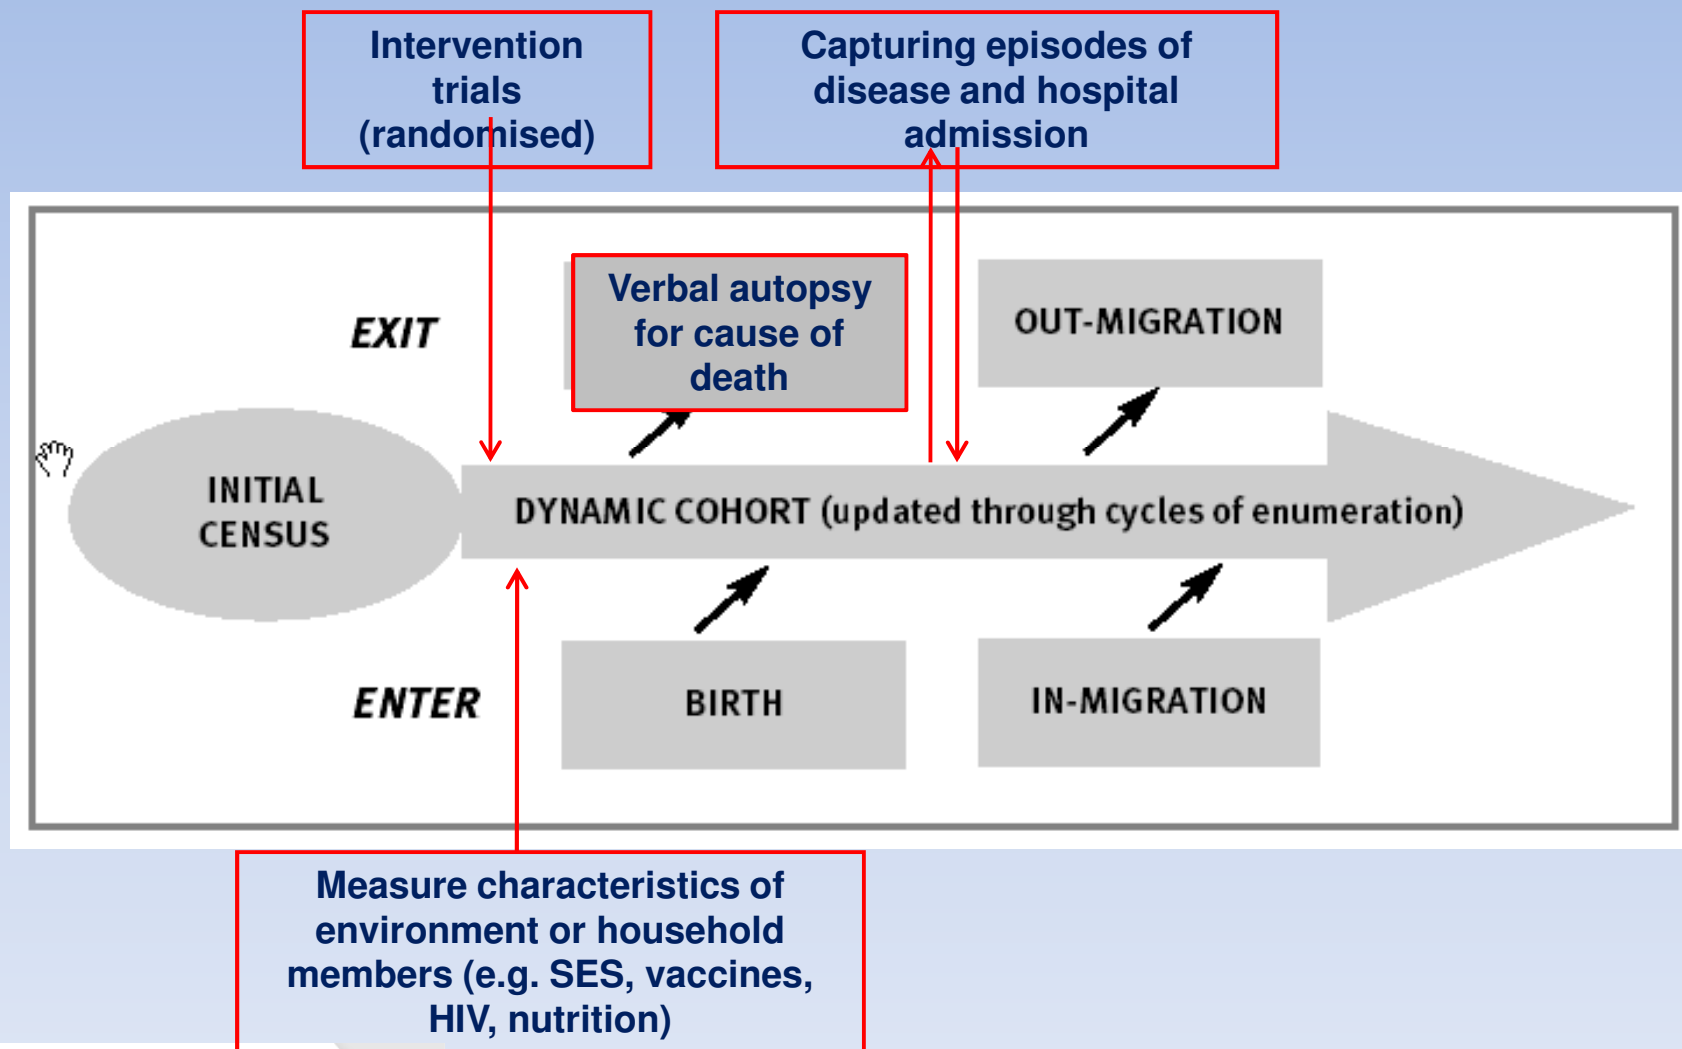 Intervention
trials
(randomised)
Capturing episodes of
disease and hospital
admission
EXIT
Verbal autopsy
for cause of
death
OUT-MIGRATION
INITIAL
CENSUS
DYNAMIC COHORT (updated through cycles of enumeration)
ENTER
BIRTH
IN-MIGRATION
Measure characteristics of
environment or household
members (e.g. SES, vaccines,
HIV, nutrition)